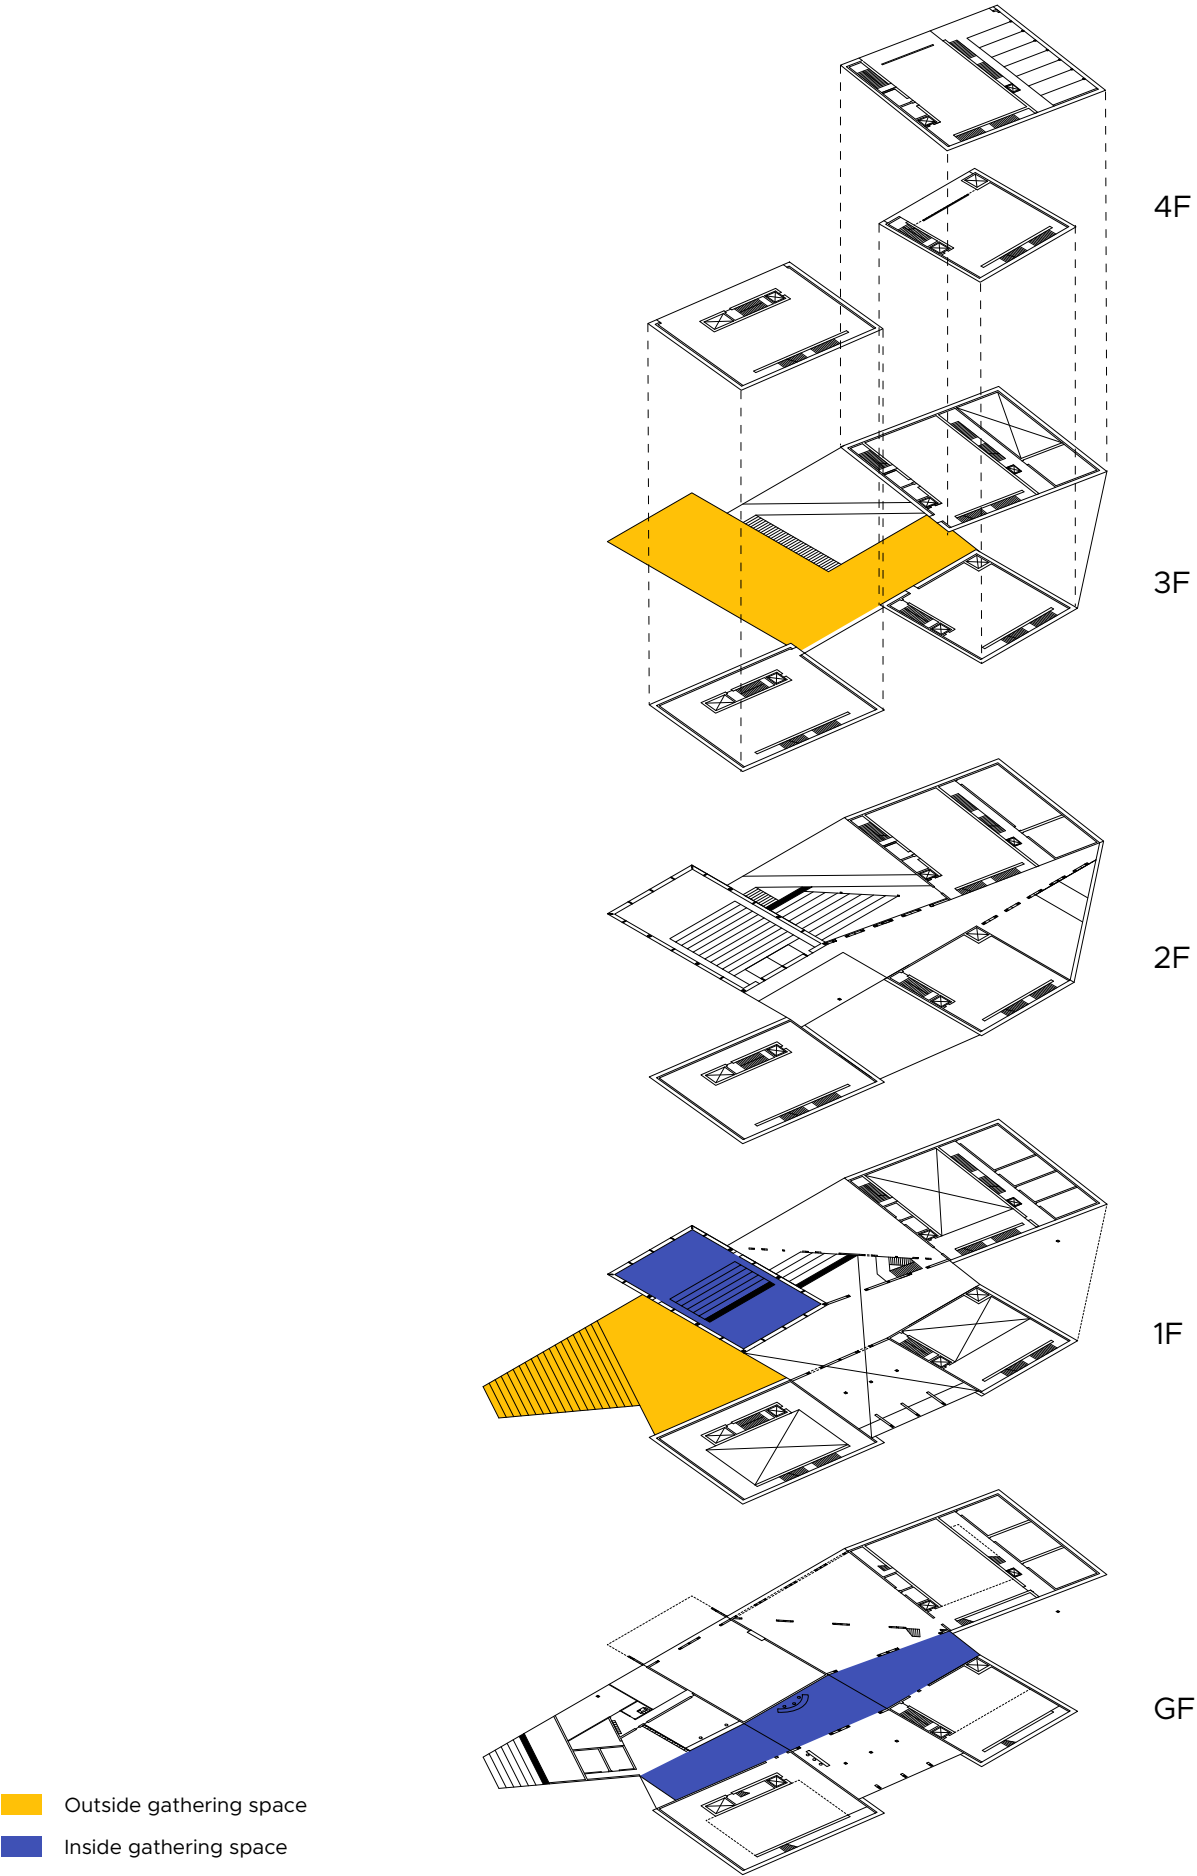 4F
3F
2F
1F
GF
Outside gathering space
Inside gathering space